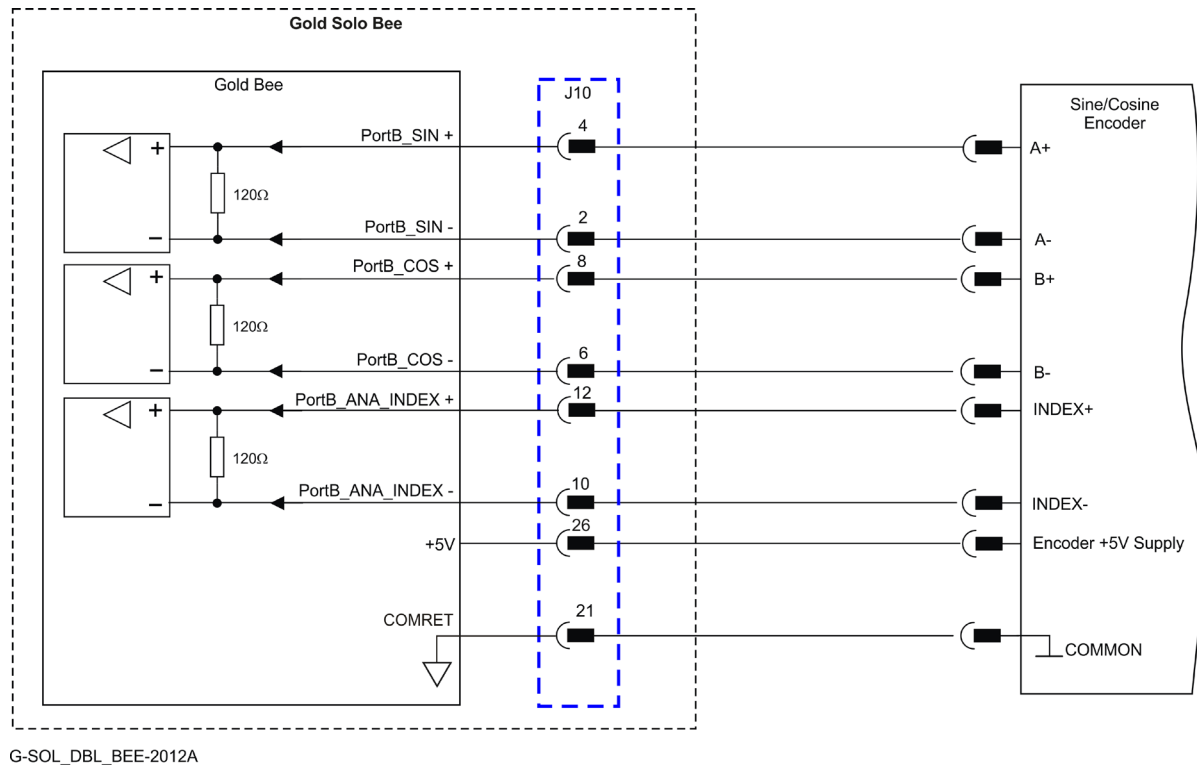 Gold Solo Bee
Gold Bee
J10
Sine/Cosine
Encoder
PortB_SIN +
4
A+
+
120Ω
PortB_SIN -
2
A-
−
PortB_COS +
8
B+
+
120Ω
PortB_COS -
6
B-
−
PortB_ANA_INDEX +
12
INDEX+
+
120Ω
PortB_ANA_INDEX -
10
INDEX-
−
+5V
26
Encoder +5V Supply
COMRET
21
COMMON
G-SOL_DBL_BEE-2012A